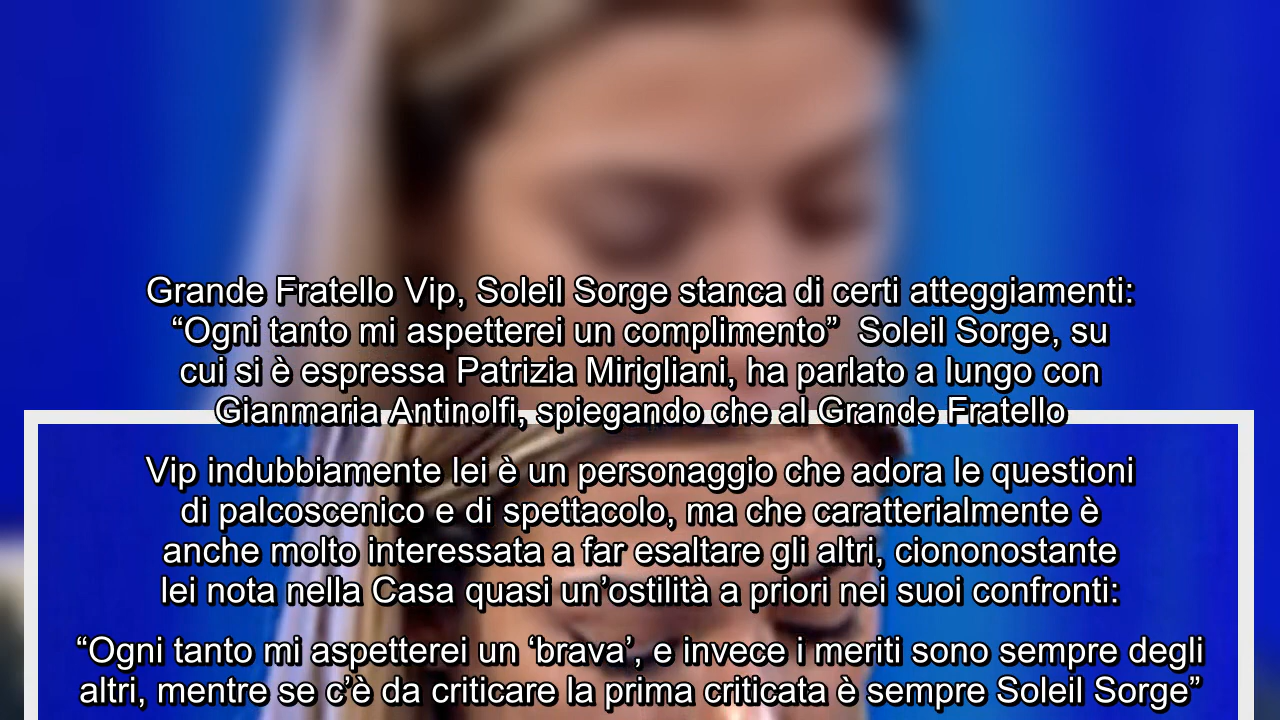 Grande Fratello Vip, Soleil Sorge stanca di certi atteggiamenti:
“Ogni tanto mi aspetterei un complimento”  Soleil Sorge, su
cui si è espressa Patrizia Mirigliani, ha parlato a lungo con
Gianmaria Antinolfi, spiegando che al Grande Fratello
Vip indubbiamente lei è un personaggio che adora le questioni
di palcoscenico e di spettacolo, ma che caratterialmente è
anche molto interessata a far esaltare gli altri, ciononostante
lei nota nella Casa quasi un’ostilità a priori nei suoi confronti:
“Ogni tanto mi aspetterei un ‘brava’, e invece i meriti sono sempre degli
altri, mentre se c’è da criticare la prima criticata è sempre Soleil Sorge”